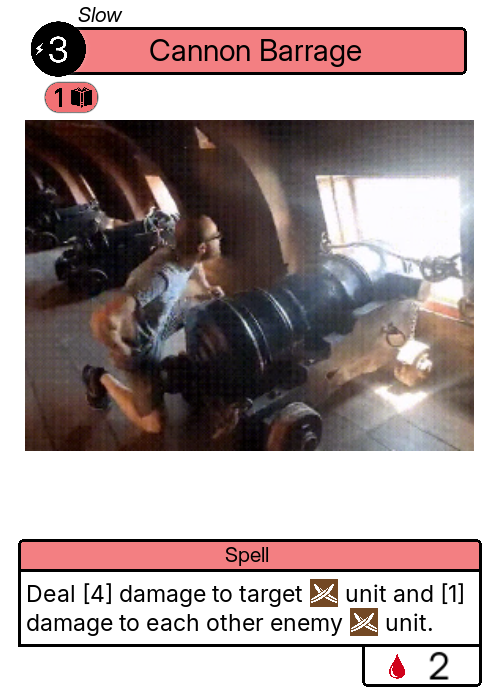 Slow
3 Cannon Barrage
1
Spell
Deal [4] damage to target unit and [1]
damage to each other enemy unit.
2